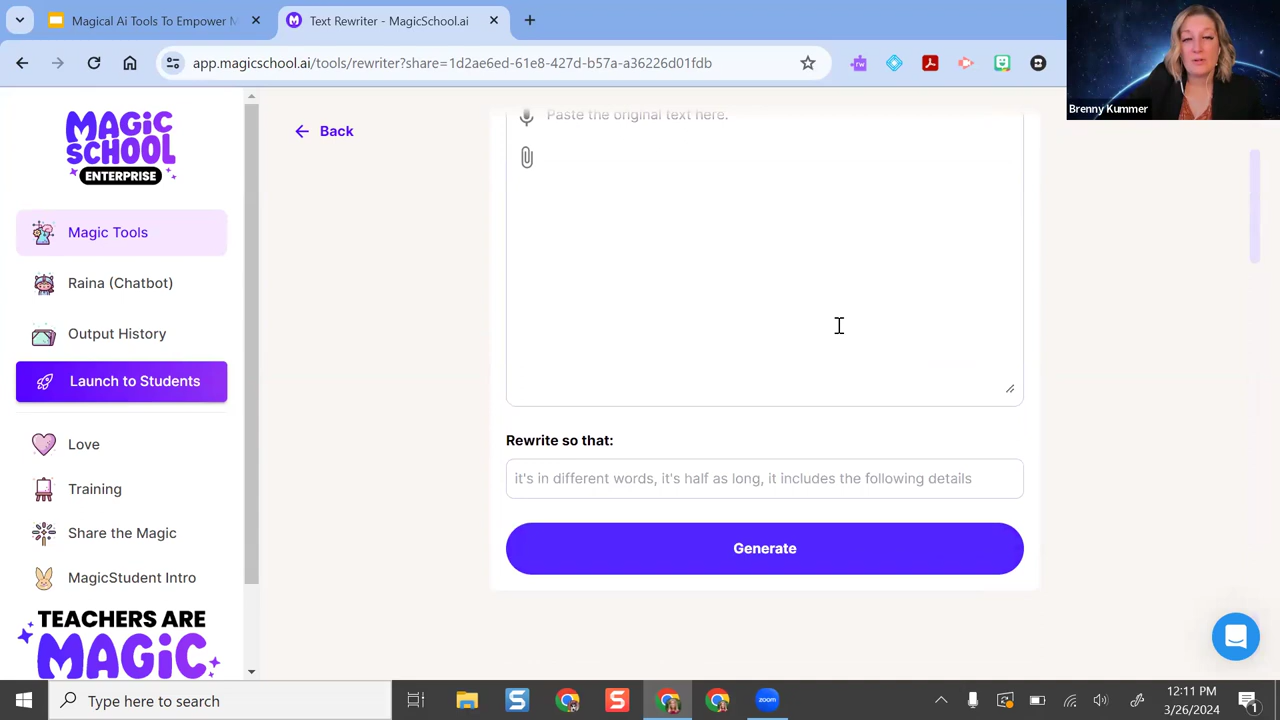 Magical Ai Tools To Empower
Text Rewriter - MagicSchool.ai
app.magicschool.ai/tools/rewriter?share=1d2ae6ed-61e8-427d-b57a-a36226d01fdb
rw
Brenny Kummer
MAGIC
SCHOOL
ENTERPRISE
Magic Tools
Raina (Chatbot)
Output History
Launch to Students
Love
Training
Share the Magic
MagicStudent Intro
TEACHERS ARE
MAGIC
Back
Paste the original text here.
Rewrite so that:
it's in different words, it's half as long, it includes the following details
Generate
Type here to search
S
S
zoom
12:11 PM
3/26/2024
1